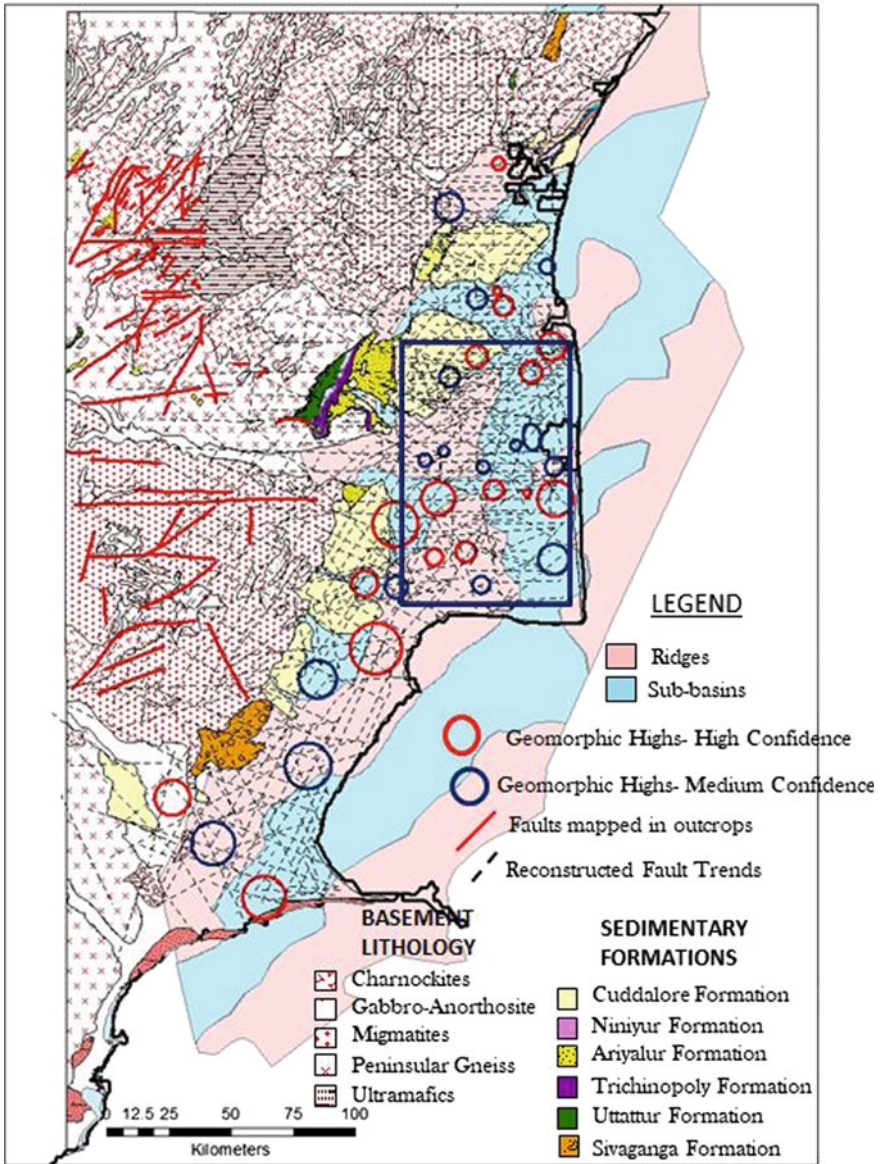 LEGEND
Ridges
Sub-basins
Geomorphic Highs- High Confidence
Geomorphic Highs- Medium Confidence
Faults mapped in outcrops
Reconstructed Fault Trends
BASEMENT
LITHOLOGY
Charnockites
Gabbro-Anorthosite
Migmatites
Peninsular Gneiss
Ultramafics
SEDIMENTARY
FORMATIONS
Cuddalore Formation
Niniyur Formation
Ariyalur Formation
Trichinopoly Formation
Uttattur Formation
Sivaganga Formation
0 12.5 25 50 75 100
Kilometers